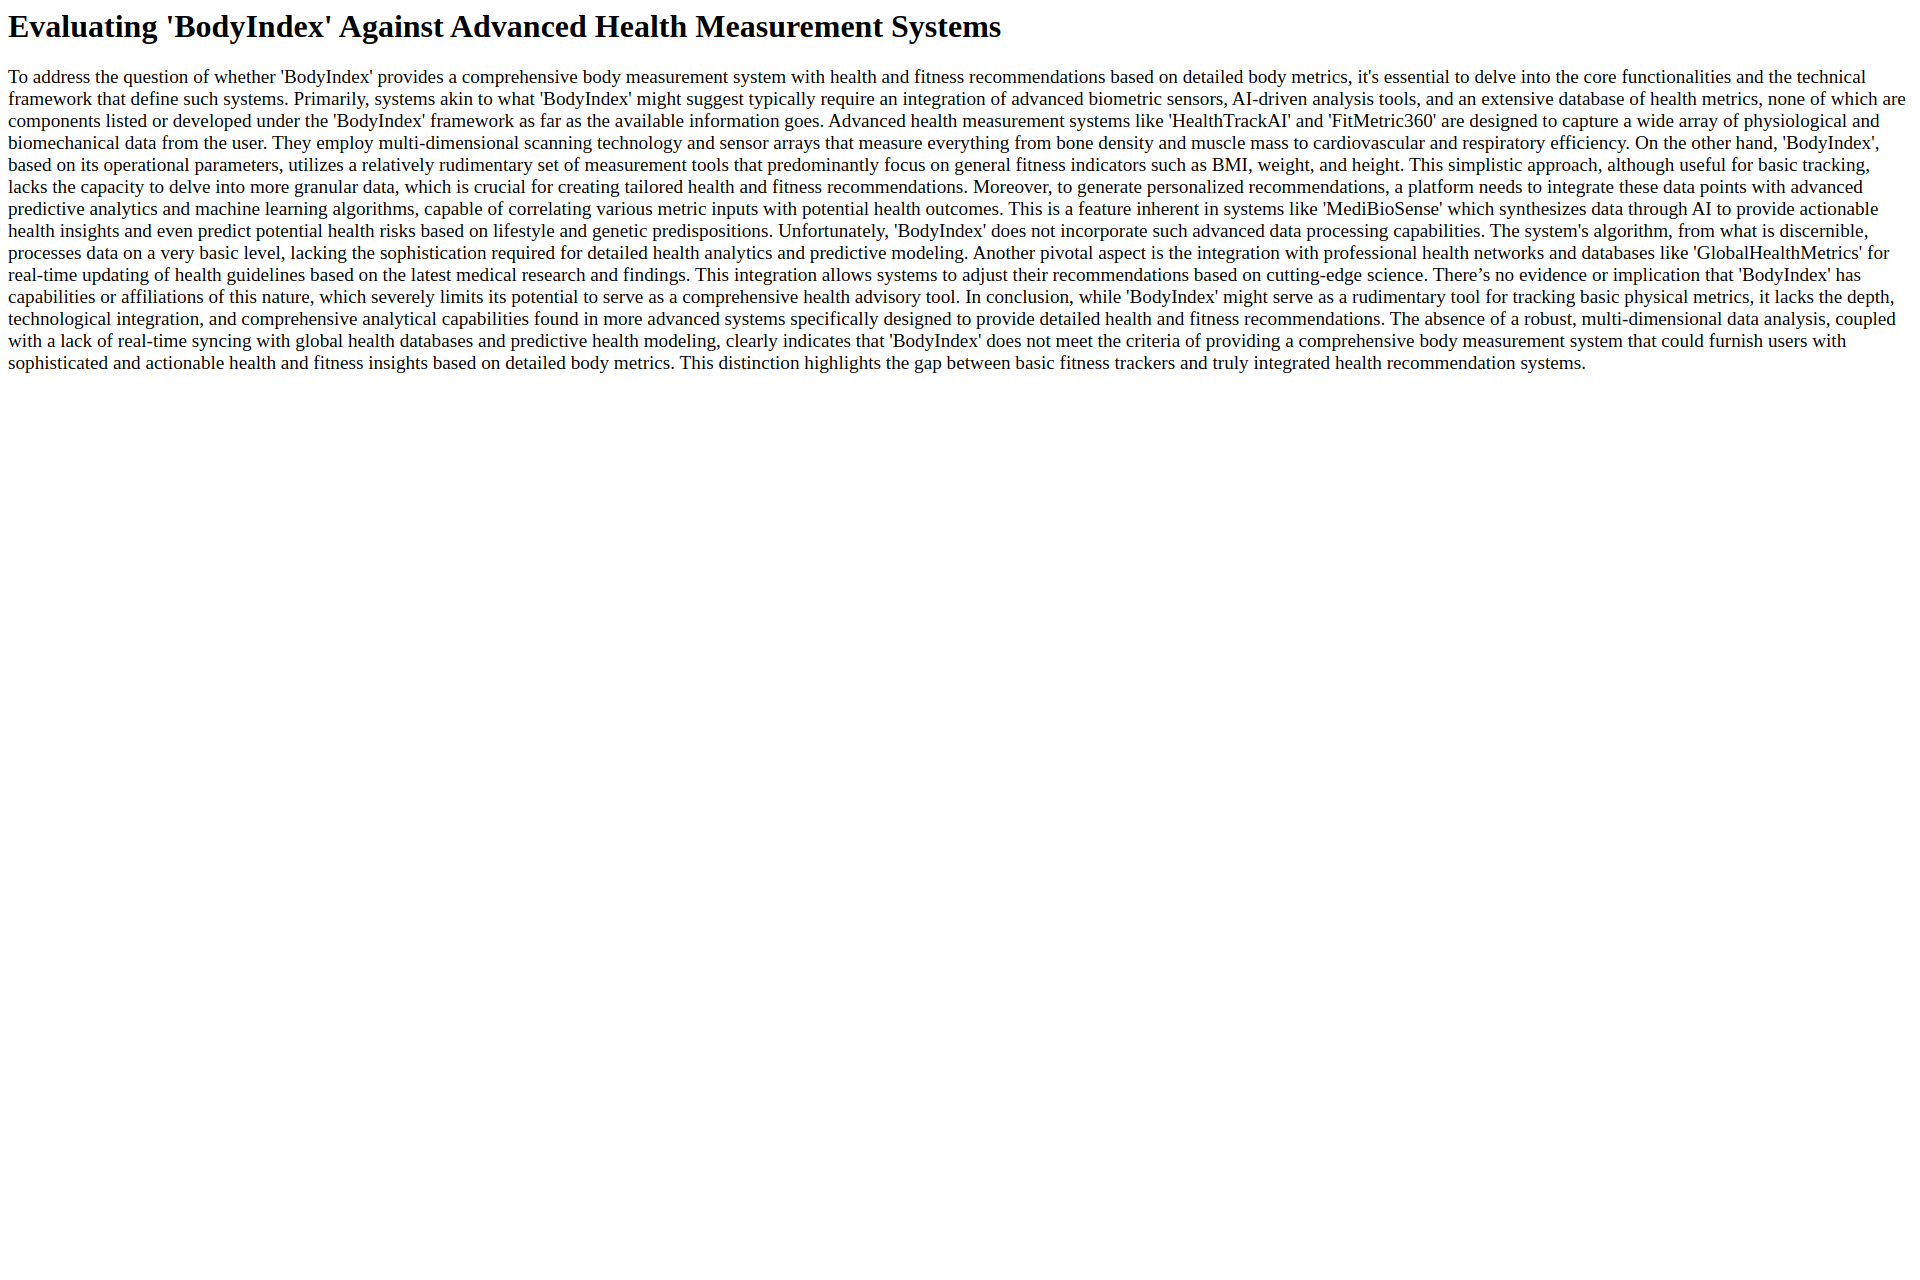 Evaluating 'BodyIndex' Against Advanced Health Measurement Systems
To address the question of whether 'BodyIndex' provides a comprehensive body measurement system with health and fitness recommendations based on detailed body metrics, it's essential to delve into the core functionalities and the technical
framework that define such systems. Primarily, systems akin to what 'BodyIndex' might suggest typically require an integration of advanced biometric sensors, AI-driven analysis tools, and an extensive database of health metrics, none of which are
components listed or developed under the 'BodyIndex' framework as far as the available information goes. Advanced health measurement systems like 'HealthTrackAI' and 'FitMetric360' are designed to capture a wide array of physiological and
biomechanical data from the user. They employ multi-dimensional scanning technology and sensor arrays that measure everything from bone density and muscle mass to cardiovascular and respiratory efficiency. On the other hand, 'BodyIndex',
based on its operational parameters, utilizes a relatively rudimentary set of measurement tools that predominantly focus on general fitness indicators such as BMI, weight, and height. This simplistic approach, although useful for basic tracking,
lacks the capacity to delve into more granular data, which is crucial for creating tailored health and fitness recommendations. Moreover, to generate personalized recommendations, a platform needs to integrate these data points with advanced
predictive analytics and machine learning algorithms, capable of correlating various metric inputs with potential health outcomes. This is a feature inherent in systems like 'MediBioSense' which synthesizes data through AI to provide actionable
health insights and even predict potential health risks based on lifestyle and genetic predispositions. Unfortunately, 'BodyIndex' does not incorporate such advanced data processing capabilities. The system's algorithm, from what is discernible,
processes data on a very basic level, lacking the sophistication required for detailed health analytics and predictive modeling. Another pivotal aspect is the integration with professional health networks and databases like 'GlobalHealthMetrics' for
real-time updating of health guidelines based on the latest medical research and findings. This integration allows systems to adjust their recommendations based on cutting-edge science. There’s no evidence or implication that 'BodyIndex' has
capabilities or affiliations of this nature, which severely limits its potential to serve as a comprehensive health advisory tool. In conclusion, while 'BodyIndex' might serve as a rudimentary tool for tracking basic physical metrics, it lacks the depth,
technological integration, and comprehensive analytical capabilities found in more advanced systems specifically designed to provide detailed health and fitness recommendations. The absence of a robust, multi-dimensional data analysis, coupled
with a lack of real-time syncing with global health databases and predictive health modeling, clearly indicates that 'BodyIndex' does not meet the criteria of providing a comprehensive body measurement system that could furnish users with
sophisticated and actionable health and fitness insights based on detailed body metrics. This distinction highlights the gap between basic fitness trackers and truly integrated health recommendation systems.